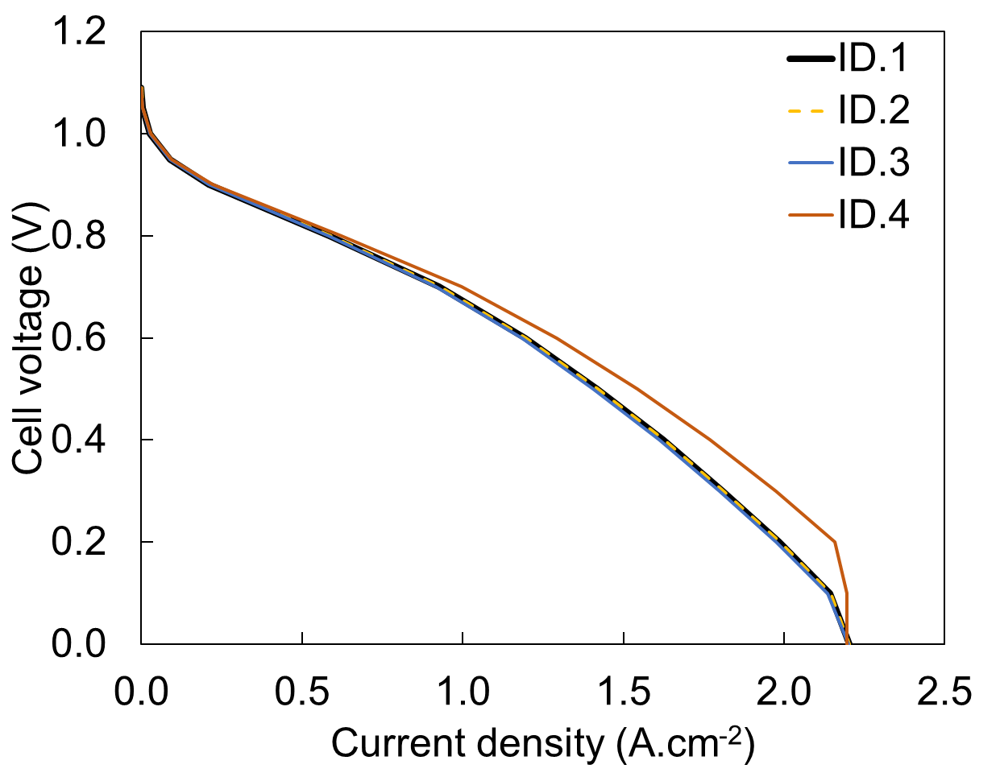 1.2
1.0
0.8
0.6
0.4
0.2
0.0
Cell voltage (V)
ID.1
ID.2
ID.3
ID.4
0.0 0.5 1.0 1.5 2.0 2.5
Current density (A.cm⁻²)